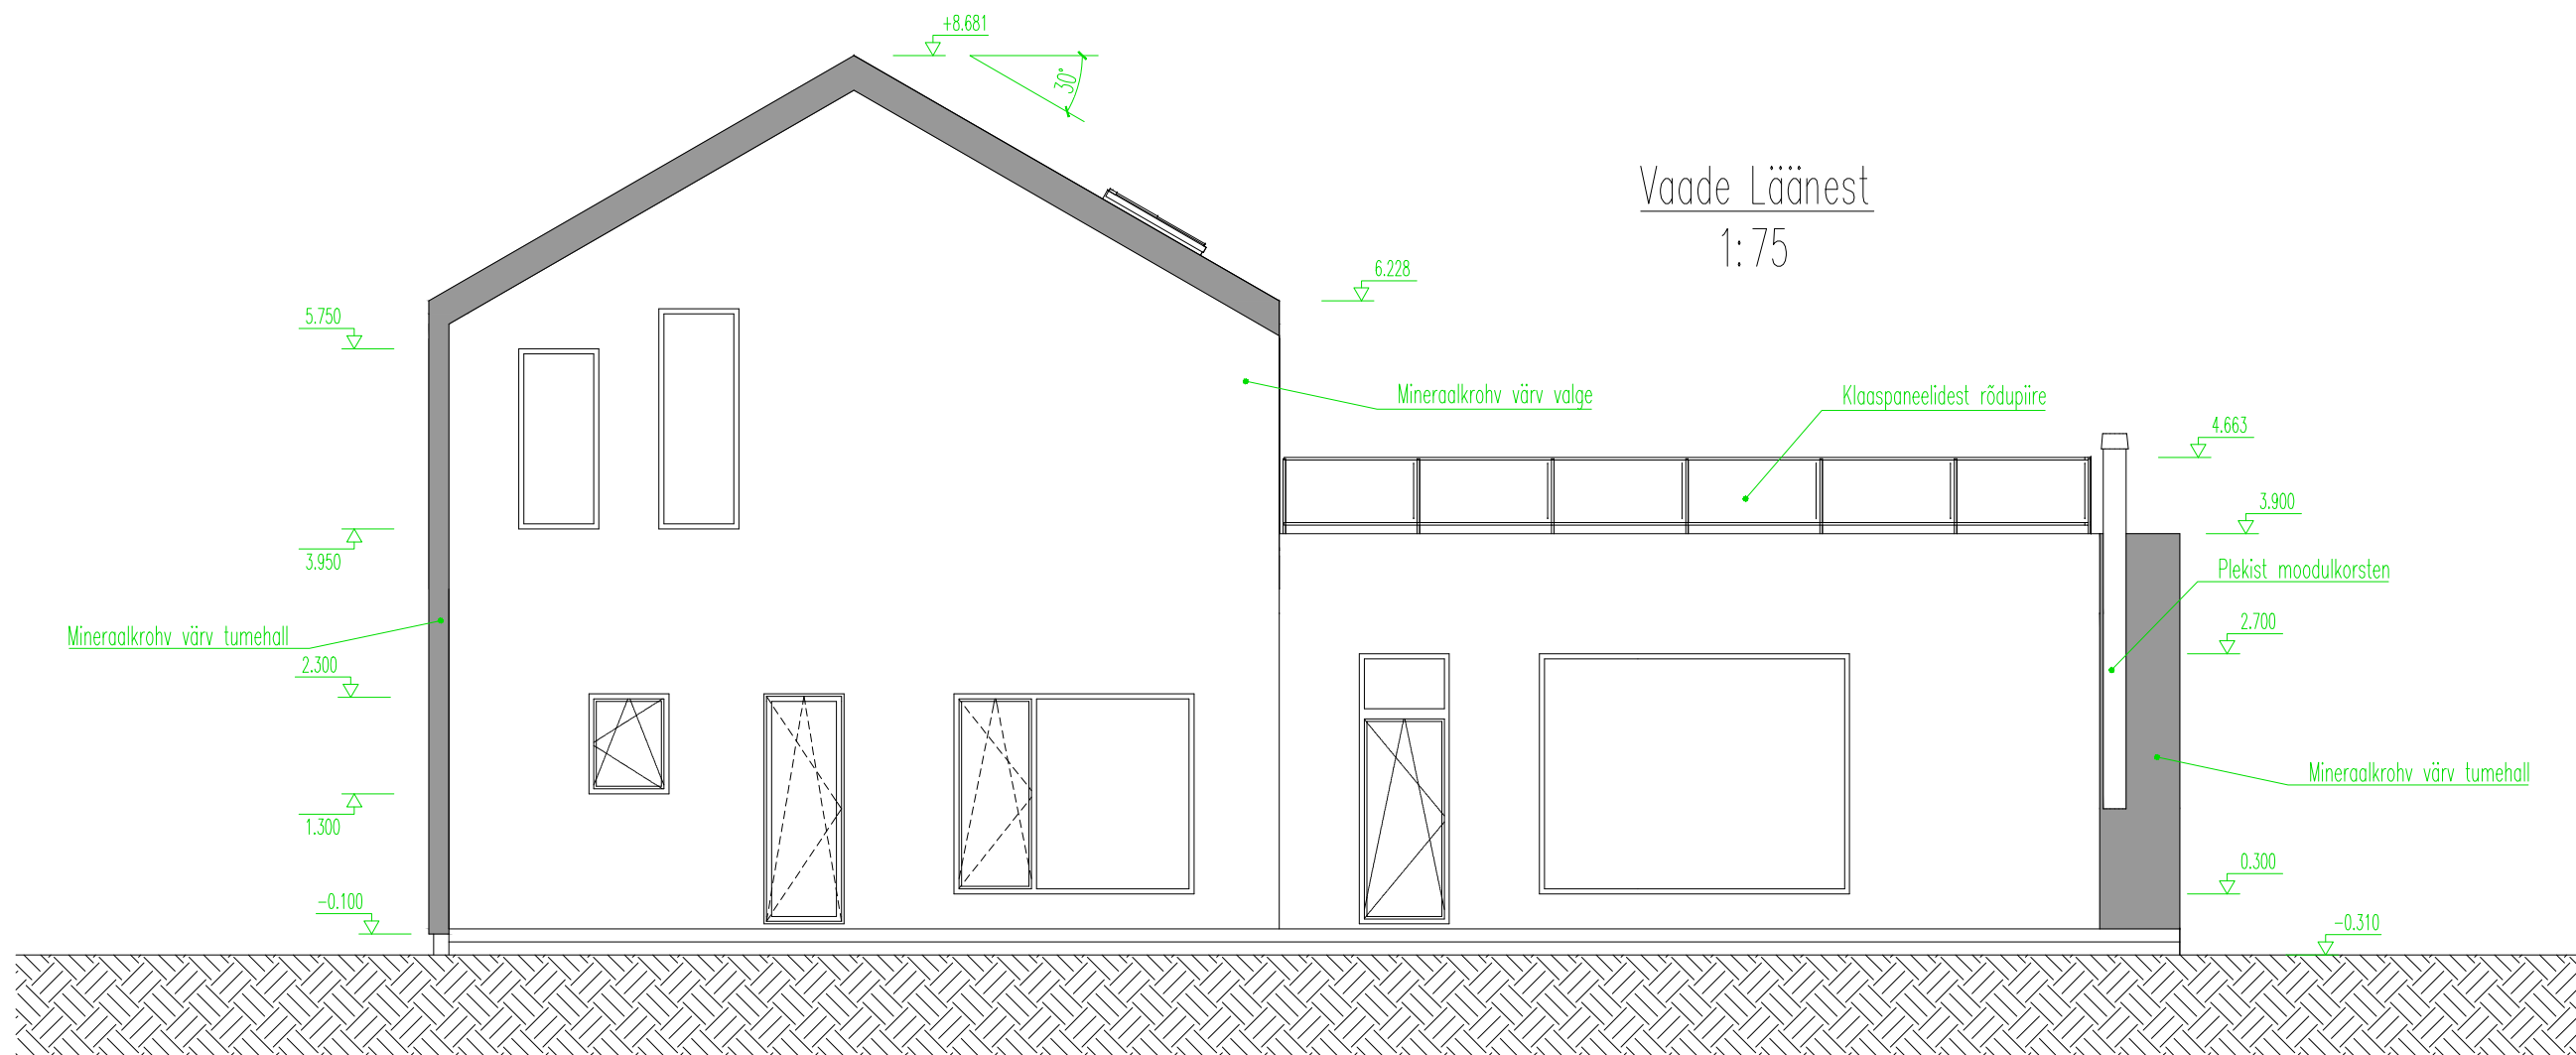 +8.681
30°
Vaade Läänest
1:75
6.228
5.750
Mineraalkrohv värv valge
Klaaspaneelidest rõdupiire
4.663
3.900
3.950
Plekist moodulkorsten
2.700
Mineraalkrohv värv tumehall
2.300
Mineraalkrohv värv tumehall
1.300
0.300
-0.100
-0.310